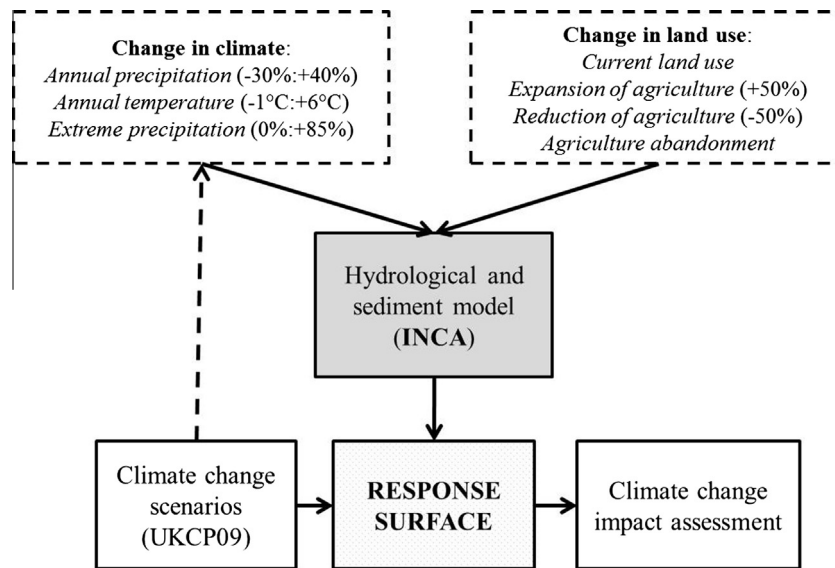 Change in climate:
Annual precipitation (-30%:+40%)
Annual temperature (-1°C:+6°C)
Extreme precipitation (0%:+85%)
Change in land use:
Current land use
Expansion of agriculture (+50%)
Reduction of agriculture (-50%)
Agriculture abandonment
Hydrological and
sediment model
(INCA)
Climate change
scenarios
(UKCP09)
RESPONSE
SURFACE
Climate change
impact assessment